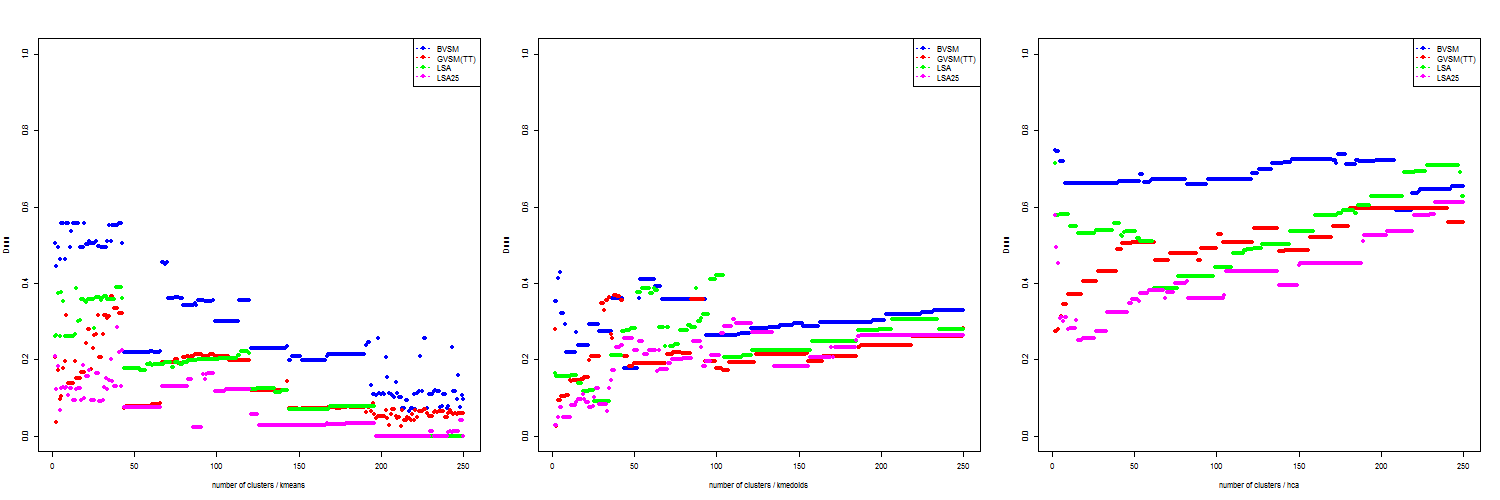 BVSM
GVSM(TT)
LSA
LSA25
1.0
0.8
0.6
0.4
0.2
0.0
Dunn
0
50
100
150
200
250
number of clusters / kmeans
BVSM
GVSM(TT)
LSA
LSA25
1.0
0.8
0.6
0.4
0.2
0.0
Dunn
0
50
100
150
200
250
number of clusters / kmedoids
BVSM
GVSM(TT)
LSA
LSA25
1.0
0.8
0.6
0.4
0.2
0.0
Dunn
0
50
100
150
200
250
number of clusters / hca